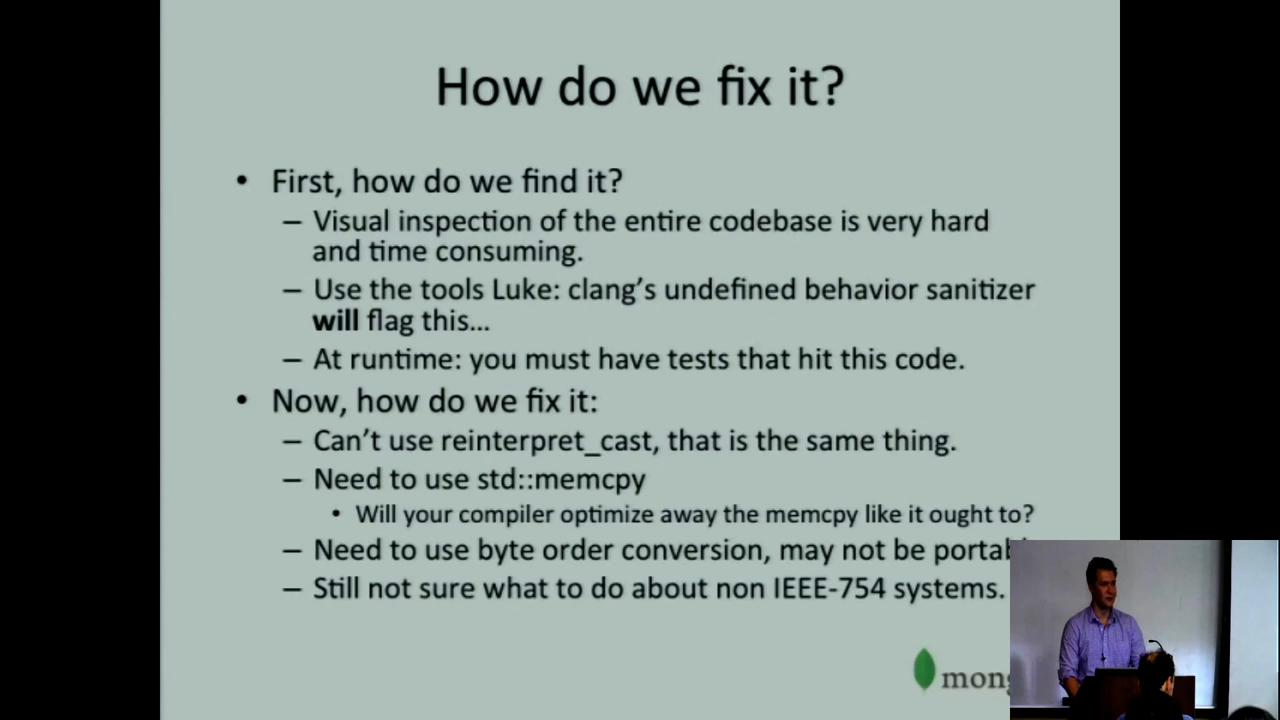 How do we fix it?
• First, how do we find it?
– Visual inspection of the entire codebase is very hard
and time consuming.
– Use the tools Luke: clang's undefined behavior sanitizer
will flag this...
– At runtime: you must have tests that hit this code.
• Now, how do we fix it:
– Can't use reinterpret_cast, that is the same thing.
– Need to use std::memcpy
• Will your compiler optimize away the memcpy like it ought to?
– Need to use byte order conversion, may not be
– Still not sure what to do about non IEEE-754 systems.